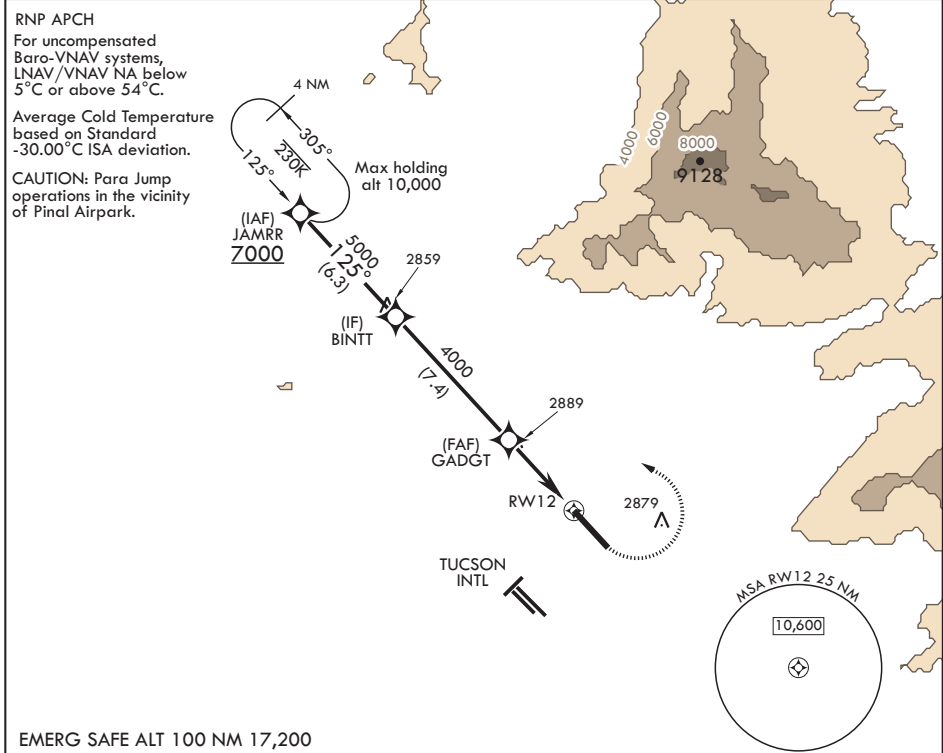 RNP APCH
For uncompensated
Baro-VNAV systems,
LNAV/VNAV NA below
5°C or above 54°C.
Average Cold Temperature
based on Standard
-30.00°C ISA deviation.
CAUTION: Para Jump
operations in the vicinity
of Pinal Airpark.
4 NM
305°
230K
125°
Max holding
alt 10,000
(IAF)
JAMRR
7000
5000
125°
(6.3)
2859
(IF)
BINTT
4000
(7.4)
2889
(FAF)
GADGT
RW12
2879
TUCSON
INTL
4000
6000
8000
9128
MSA RW12 25 NM
10,600
EMERG SAFE ALT 100 NM 17,200